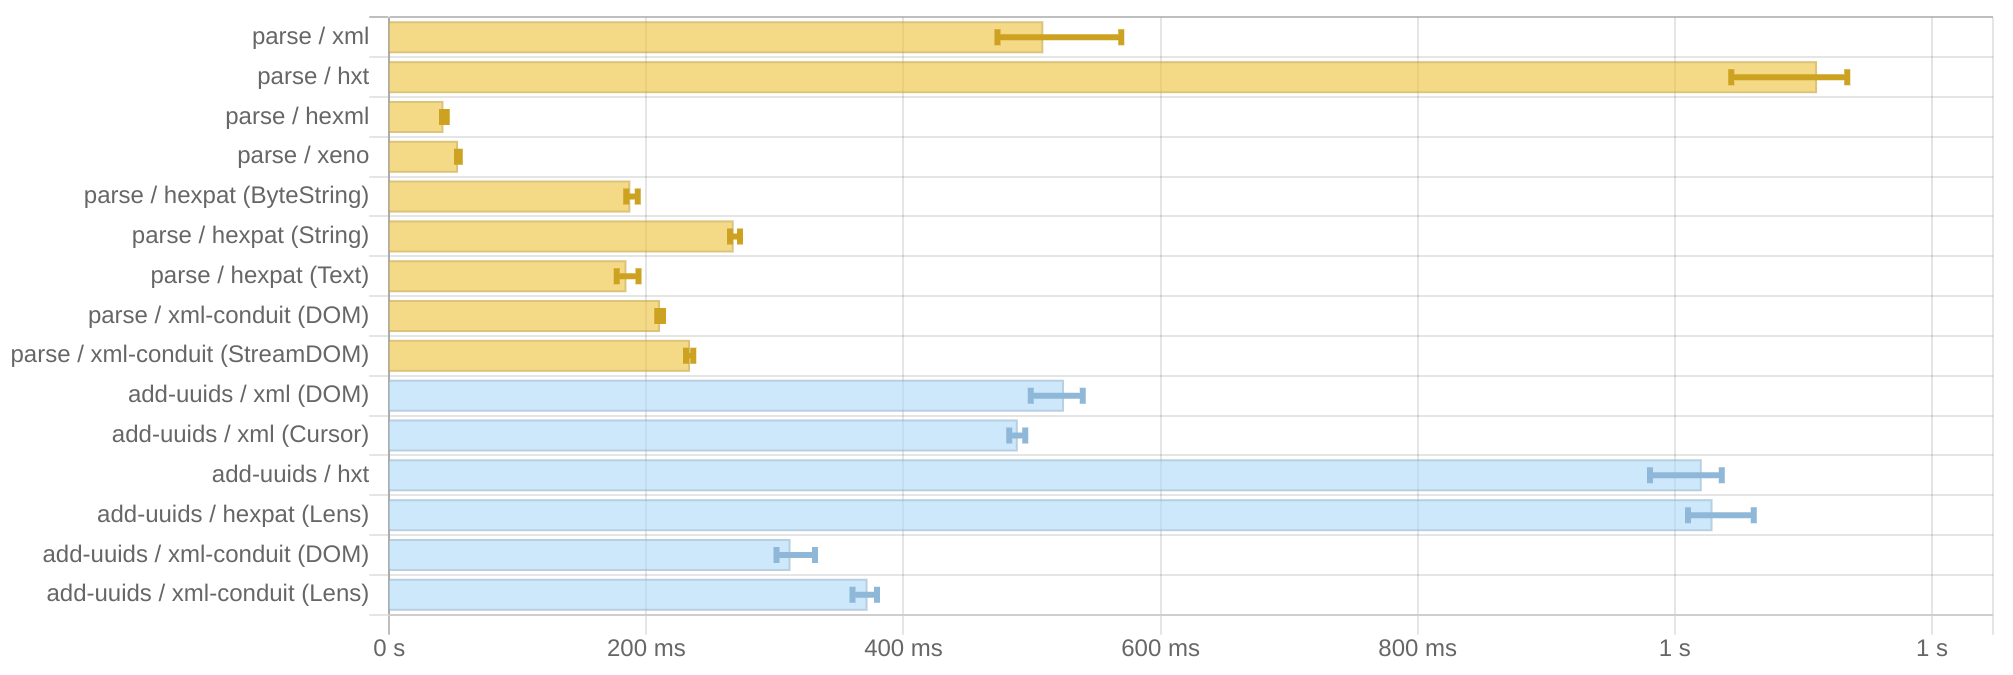 parse / xml
parse / hxt
parse / hexml
parse / xeno
parse / hexpat (ByteString)
parse / hexpat (String)
parse / hexpat (Text)
parse / xml-conduit (DOM)
parse / xml-conduit (StreamDOM)
add-uuids / xml (DOM)
add-uuids / xml (Cursor)
add-uuids / hxt
add-uuids / hexpat (Lens)
add-uuids / xml-conduit (DOM)
add-uuids / xml-conduit (Lens)
0 s 200 ms 400 ms 600 ms 800 ms 1 s 1 s